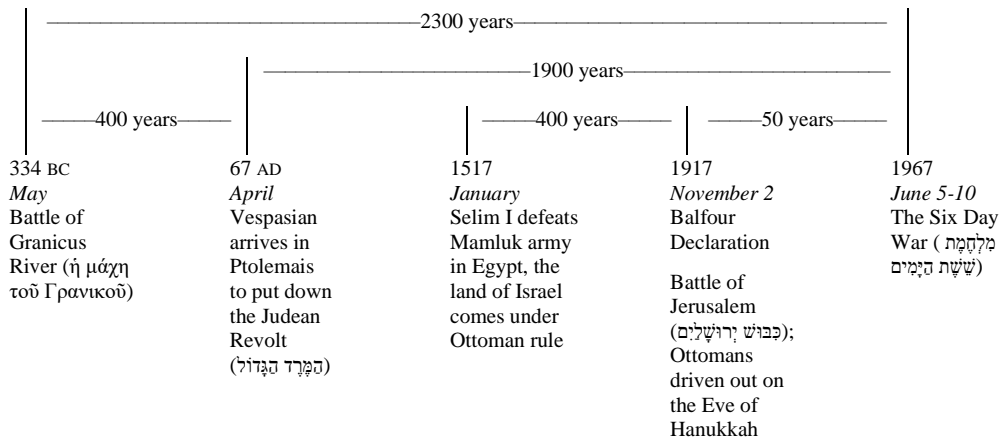 2300 years
1900 years
400 years
400 years
50 years
334 BC
May
Battle of
Granicus
River (ἡ μάχη
τοῦ Γρανικοῦ)
67 AD
April
Vespasian
arrives in
Ptolemais
to put down
the Judean
Revolt
(הַמֶּרֶד הַגָּדוֹל)
1517
January
Selim I defeats
Mamluk army
in Egypt, the
land of Israel
comes under
Ottoman rule
1917
November 2
Balfour
Declaration
Battle of
Jerusalem
(כִּבּוּשׁ יְרוּשָׁלַיִם);
Ottomans
driven out on
the Eve of
Hanukkah
1967
June 5-10
The Six Day
War (מִלְחֶמֶת
שֵׁשֶׁת הַיָּמִים)